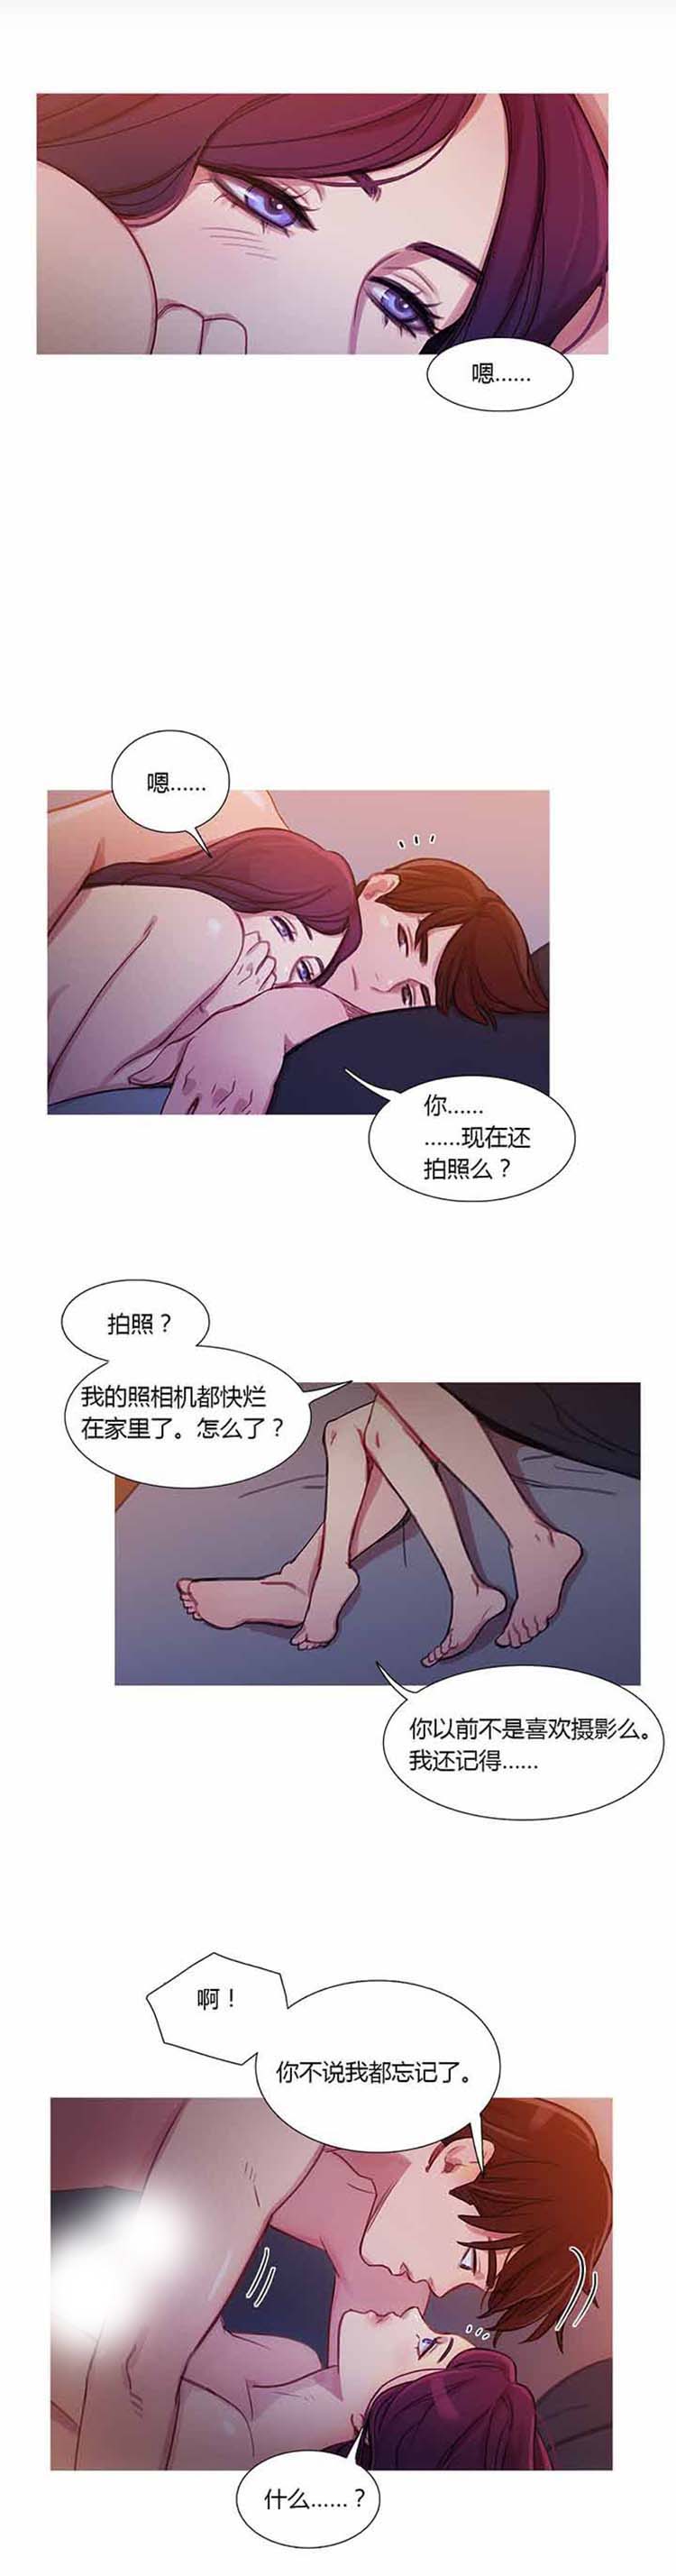 嗯……
嗯……
你……
……现在还
拍照么？
拍照？
我的照相机都快烂
在家里了。怎么了？
你以前不是喜欢摄影么。
我还记得……
啊！
你不说我都忘记了。
什么……？